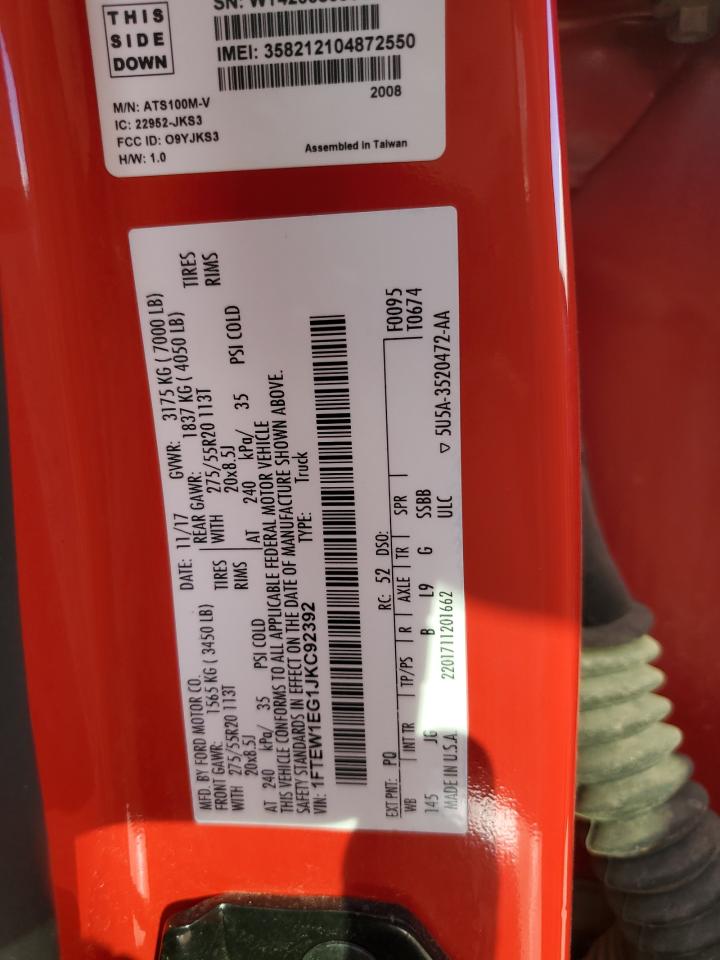 THIS
SIDE
DOWN
IMEI: 358212104872550
2008
M/N: ATS100M-V
IC: 22952-JKS3
FCC ID: O9YJKS3
H/W: 1.0
Assembled in Taiwan
MFD. BY FORD MOTOR CO.
DATE: 11/17 GVWR: 3175 KG ( 7000 LB)
FRONT GAWR: 1565 KG ( 3450 LB) REAR GAWR: 1837 KG ( 4050 LB)
WITH 275/55R20 113T TIRES WITH 275/55R20 113T TIRES
20x8.5J RIMS 20x8.5J RIMS
AT 240 kPa/ 35 PSI COLD AT 240 kPa/ 35 PSI COLD
THIS VEHICLE CONFORMS TO ALL APPLICABLE FEDERAL MOTOR VEHICLE
SAFETY STANDARDS IN EFFECT ON THE DATE OF MANUFACTURE SHOWN ABOVE.
VIN: 1FTEW1EG1JKC92392 TYPE: Truck
EXT PNT: PQ RC: 52 DSO: F0095
T0674
WB INT TR TP/PS R AXLE TR SPR
145 JG B L9 G SSBB
ULC
MADE IN U.S.A. 2201711201662 ▽ 5U5A-3520472-AA